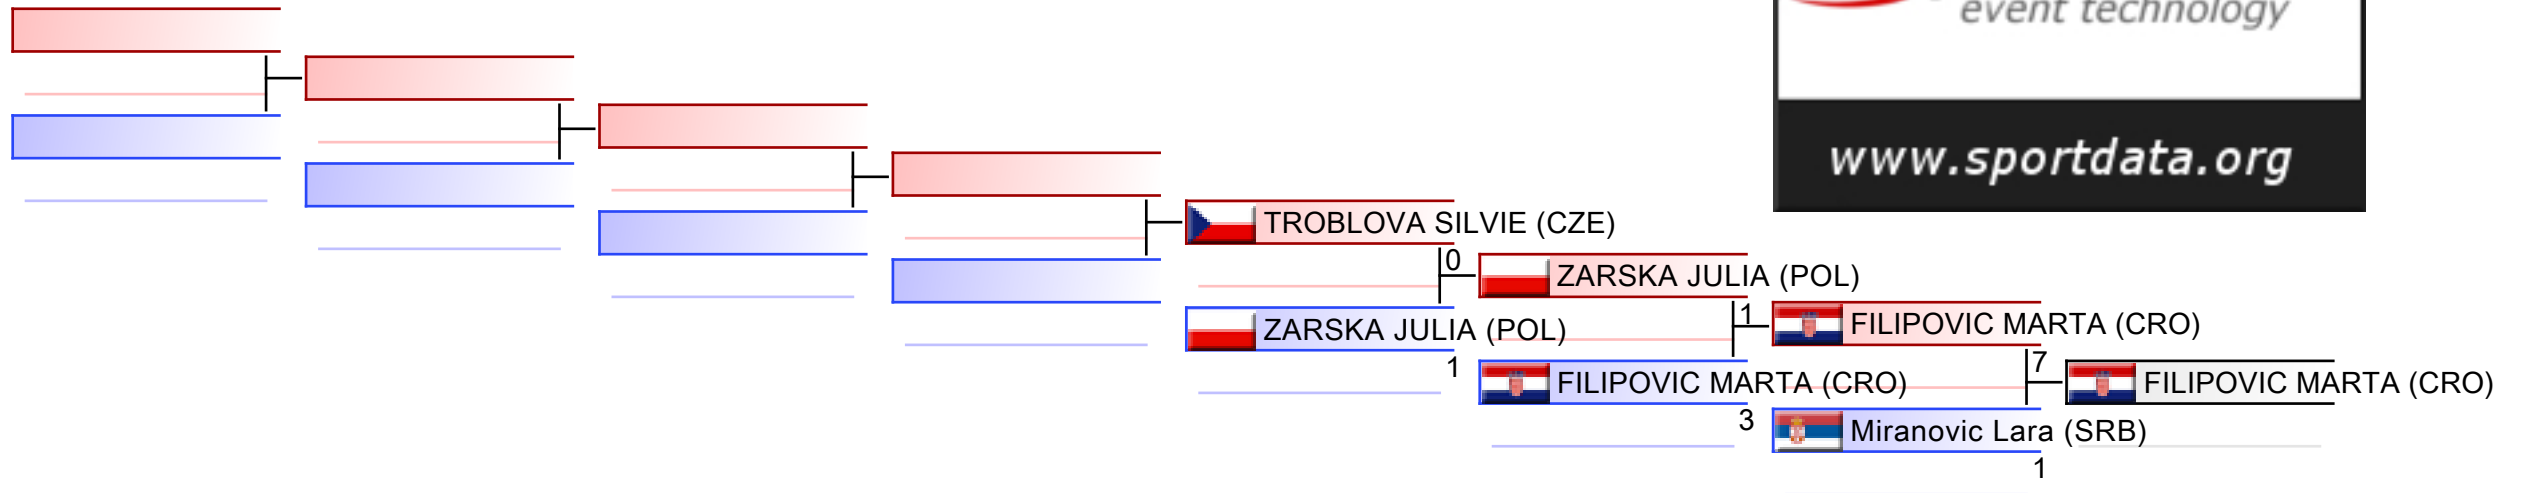 event technology
www.sportdata.org
TROBLOVA SILVIE (CZE)
0
ZARSKA JULIA (POL)
ZARSKA JULIA (POL)
1
1
FILIPOVIC MARTA (CRO)
FILIPOVIC MARTA (CRO)
3
7
FILIPOVIC MARTA (CRO)
Miranovic Lara (SRB)
1